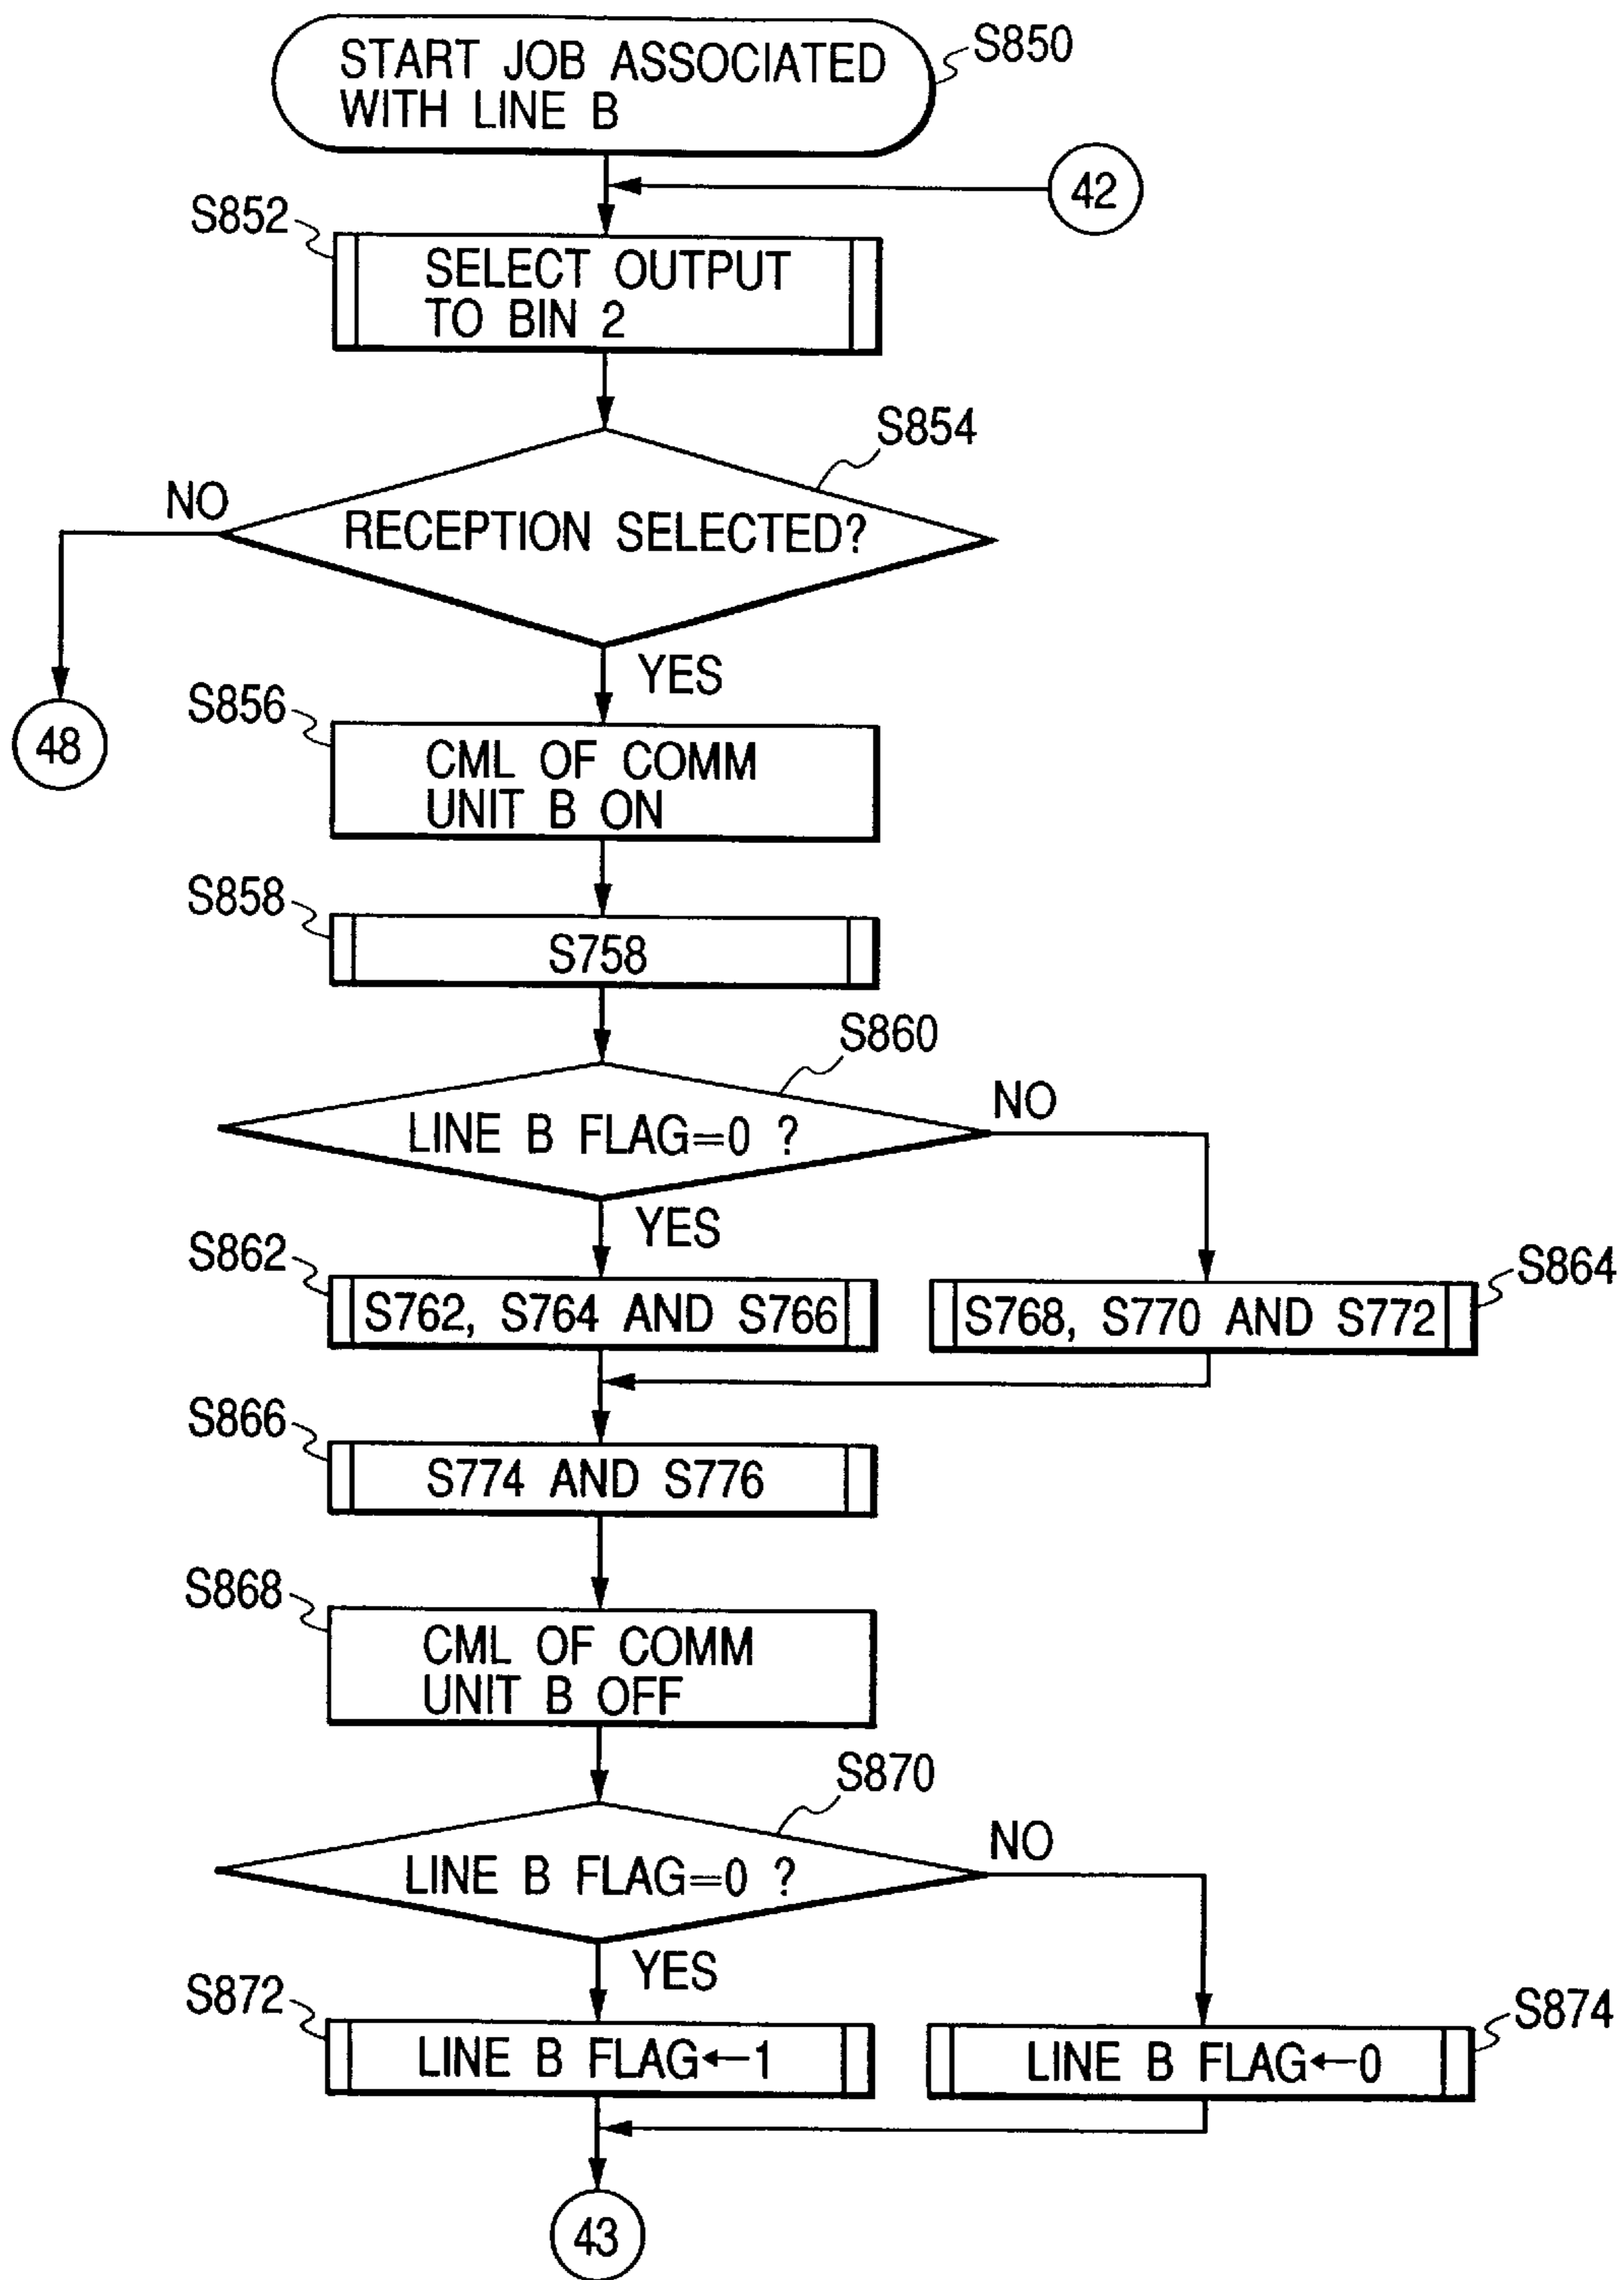 START JOB ASSOCIATED
WITH LINE B
S850
42
S852
SELECT OUTPUT
TO BIN 2
S854
NO
RECEPTION SELECTED?
YES
48
S856
CML OF COMM
UNIT B ON
S858
S758
S860
LINE B FLAG=0 ?
NO
YES
S862
S762, S764 AND S766
S864
S768, S770 AND S772
S866
S774 AND S776
S868
CML OF COMM
UNIT B OFF
S870
LINE B FLAG=0 ?
NO
YES
S872
LINE B FLAG←1
S874
LINE B FLAG←0
43